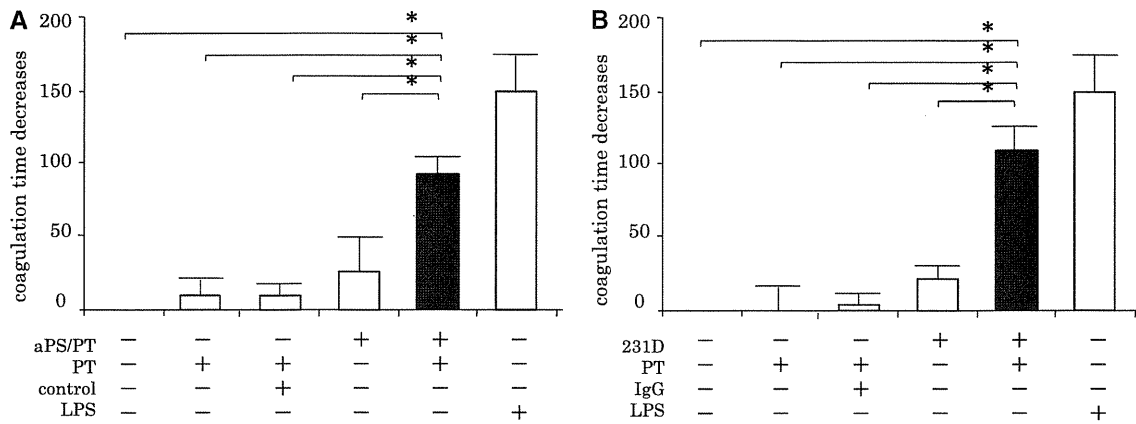 A
B
coagulation time decreases
200
150
100
50
0
*
*
*
*
aPS/PT − − − + + −
PT − + + − + −
control − − + − − −
LPS − − − − − +
coagulation time decreases
200
150
100
50
0
*
*
*
*
231D − − − + + −
PT − + + − + −
IgG − − + − − −
LPS − − − − − +